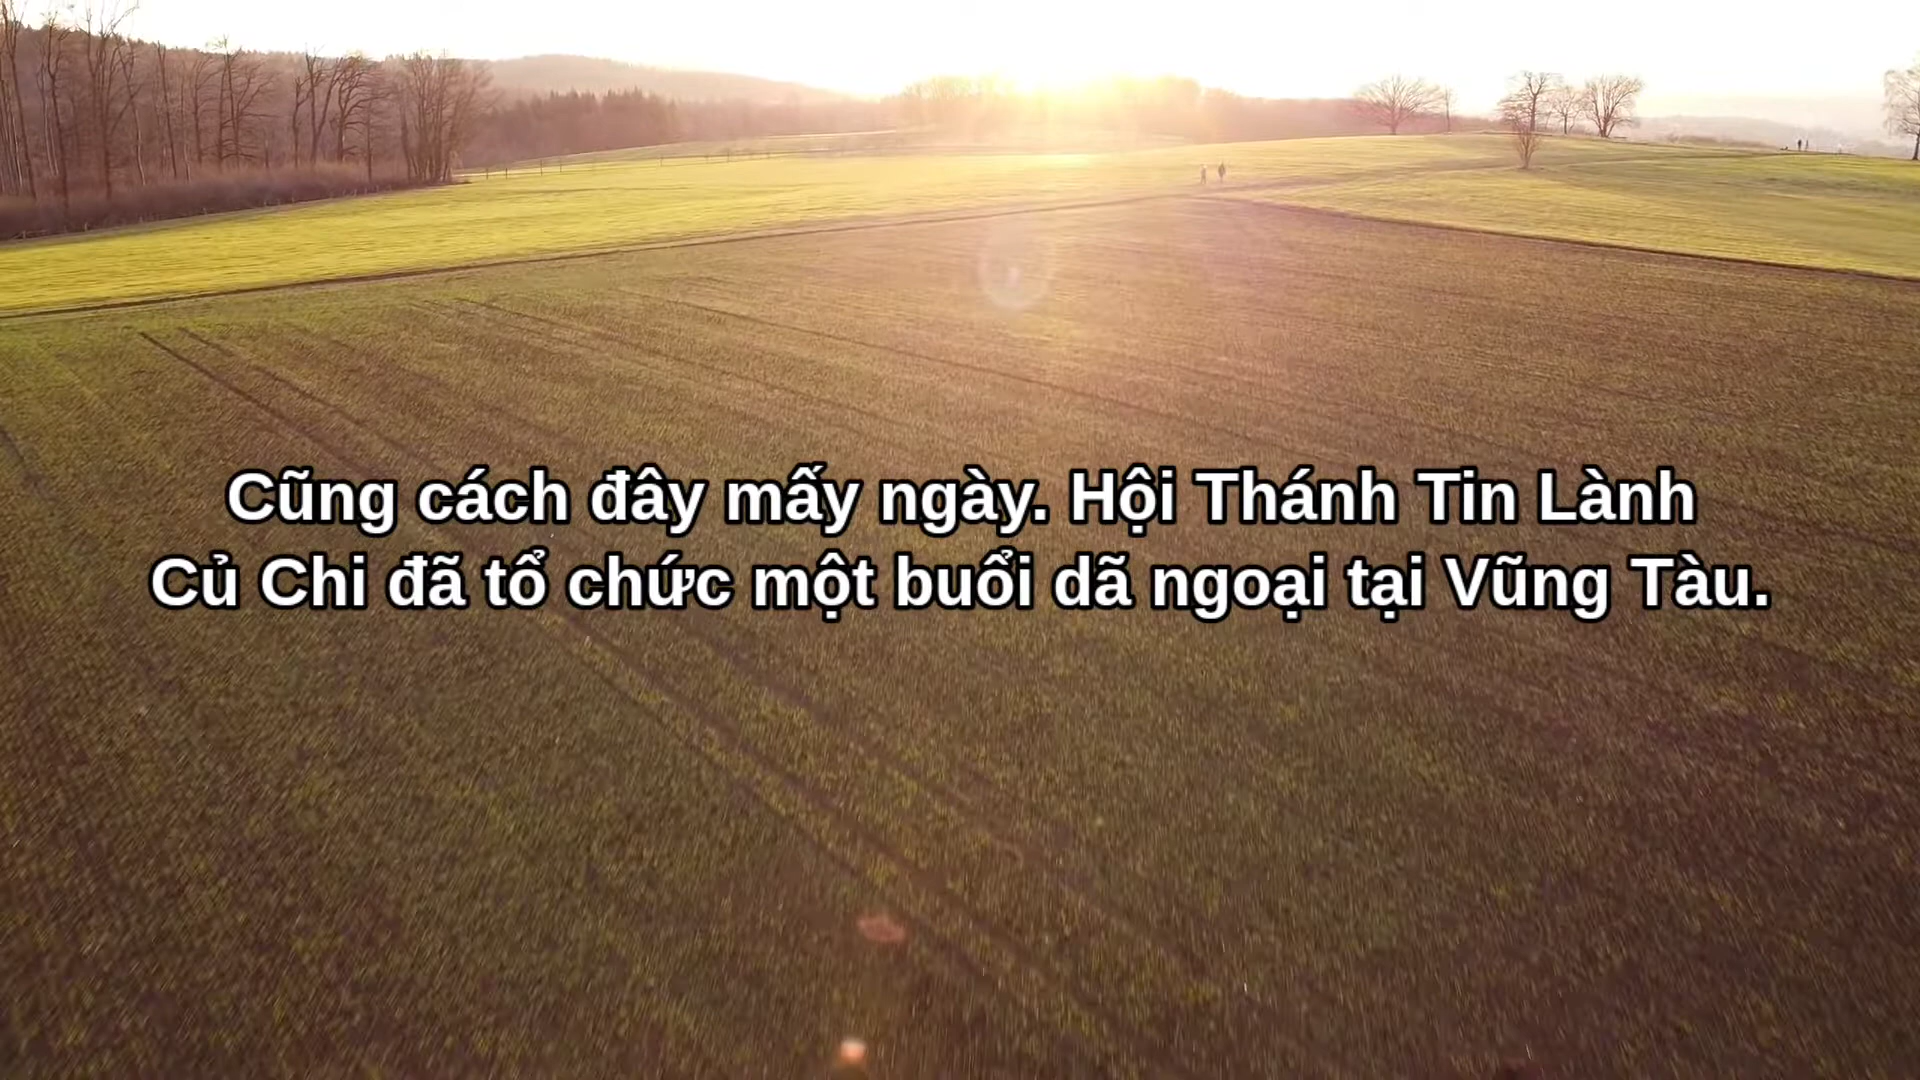 Cũng cách đây mấy ngày. Hội Thánh Tin Lành
Củ Chi đã tổ chức một buổi dã ngoại tại Vũng Tàu.